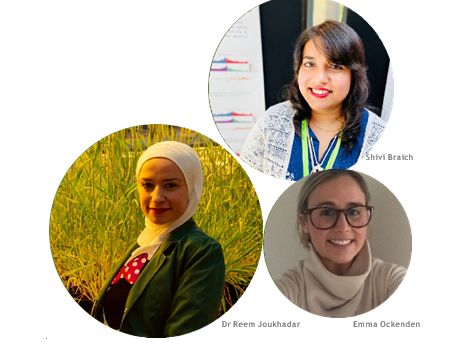 Shivi Braich
Dr Reem Joukhadar
Emma Ockenden